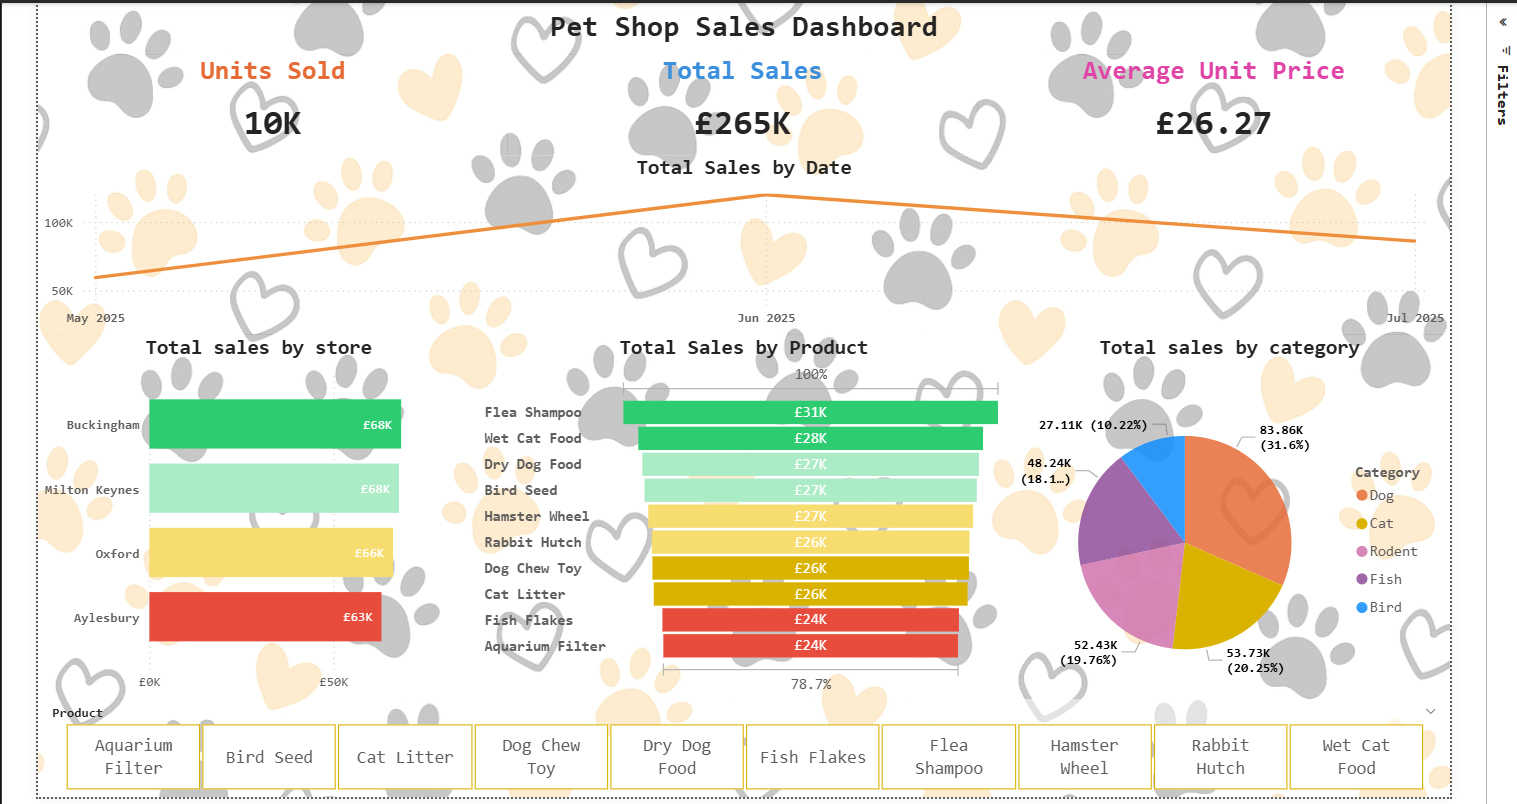 Pet Shop Sales Dashboard
Units Sold
10K
Total Sales
£265K
Average Unit Price
£26.27
Filters
Total Sales by Date
100K
50K
May 2025
Jun 2025
Jul 2025
Total sales by store
Buckingham
£68K
Milton Keynes
£68K
Oxford
£66K
Aylesbury
£63K
£0K
£50K
Total Sales by Product
100%
Flea Shampoo
£31K
Wet Cat Food
£28K
Dry Dog Food
£27K
Bird Seed
£27K
Hamster Wheel
£27K
Rabbit Hutch
£26K
Dog Chew Toy
£26K
Cat Litter
£26K
Fish Flakes
£24K
Aquarium Filter
£24K
78.7%
Total sales by category
27.11K (10.22%)
83.86K
(31.6%)
48.24K
(18.1…)
52.43K
(19.76%)
53.73K
(20.25%)
Category
Dog
Cat
Rodent
Fish
Bird
Product
Aquarium
Filter
Bird Seed
Cat Litter
Dog Chew
Toy
Dry Dog
Food
Fish Flakes
Flea
Shampoo
Hamster
Wheel
Rabbit
Hutch
Wet Cat
Food